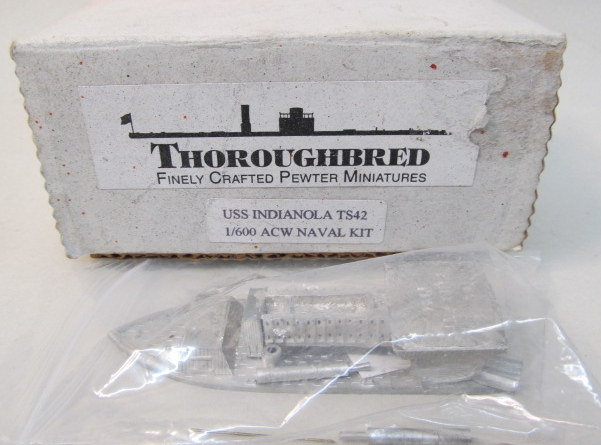 THOROUGHBRED
FINELY CRAFTED PEWTER MINIATURES
USS INDIANOLA TS42
1/600 ACW NAVAL KIT